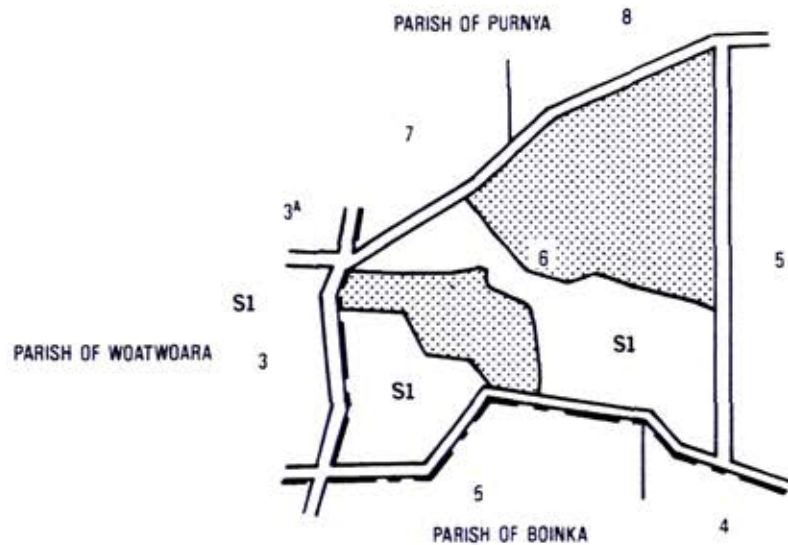 8
PARISH OF PURNYA
7
3A
6
5
S1
S1
PARISH OF WOATWOARA 3
S1
5
PARISH OF BOINKA
4